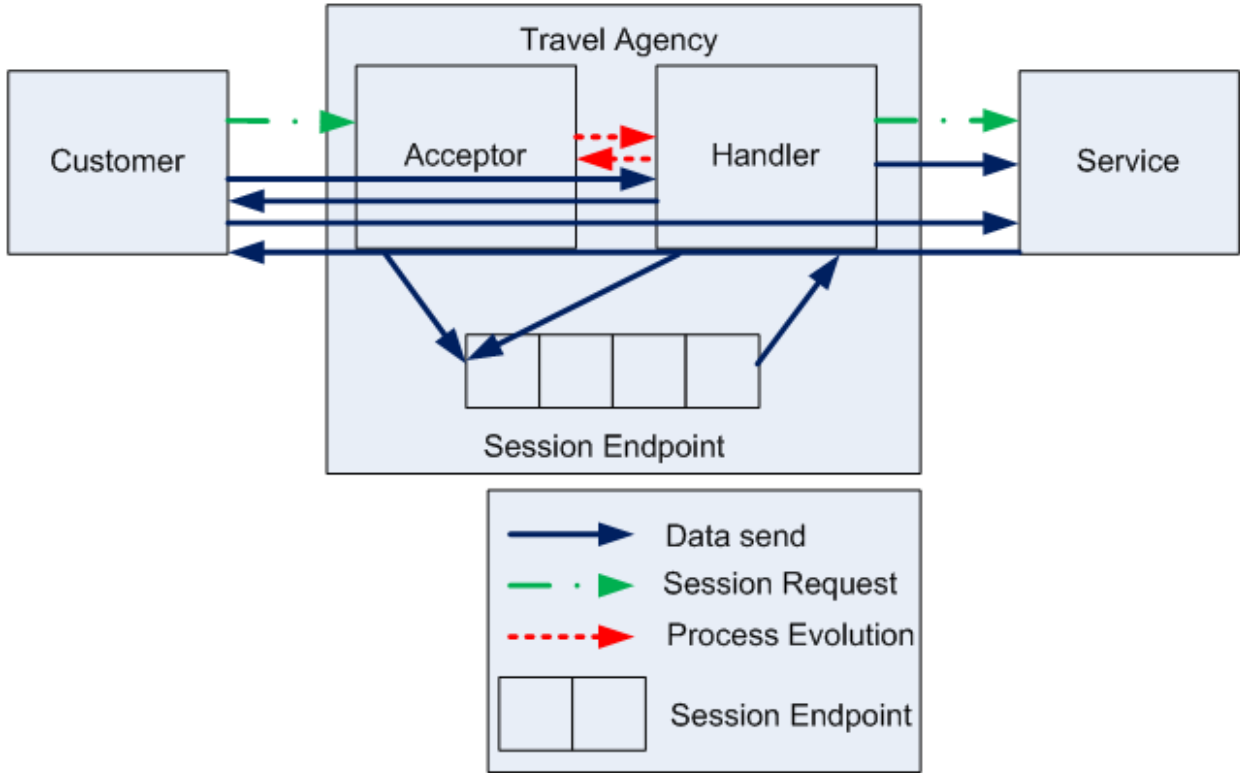 Travel Agency
Customer
Acceptor
Handler
Service
Session Endpoint
Data send
Session Request
Process Evolution
Session Endpoint